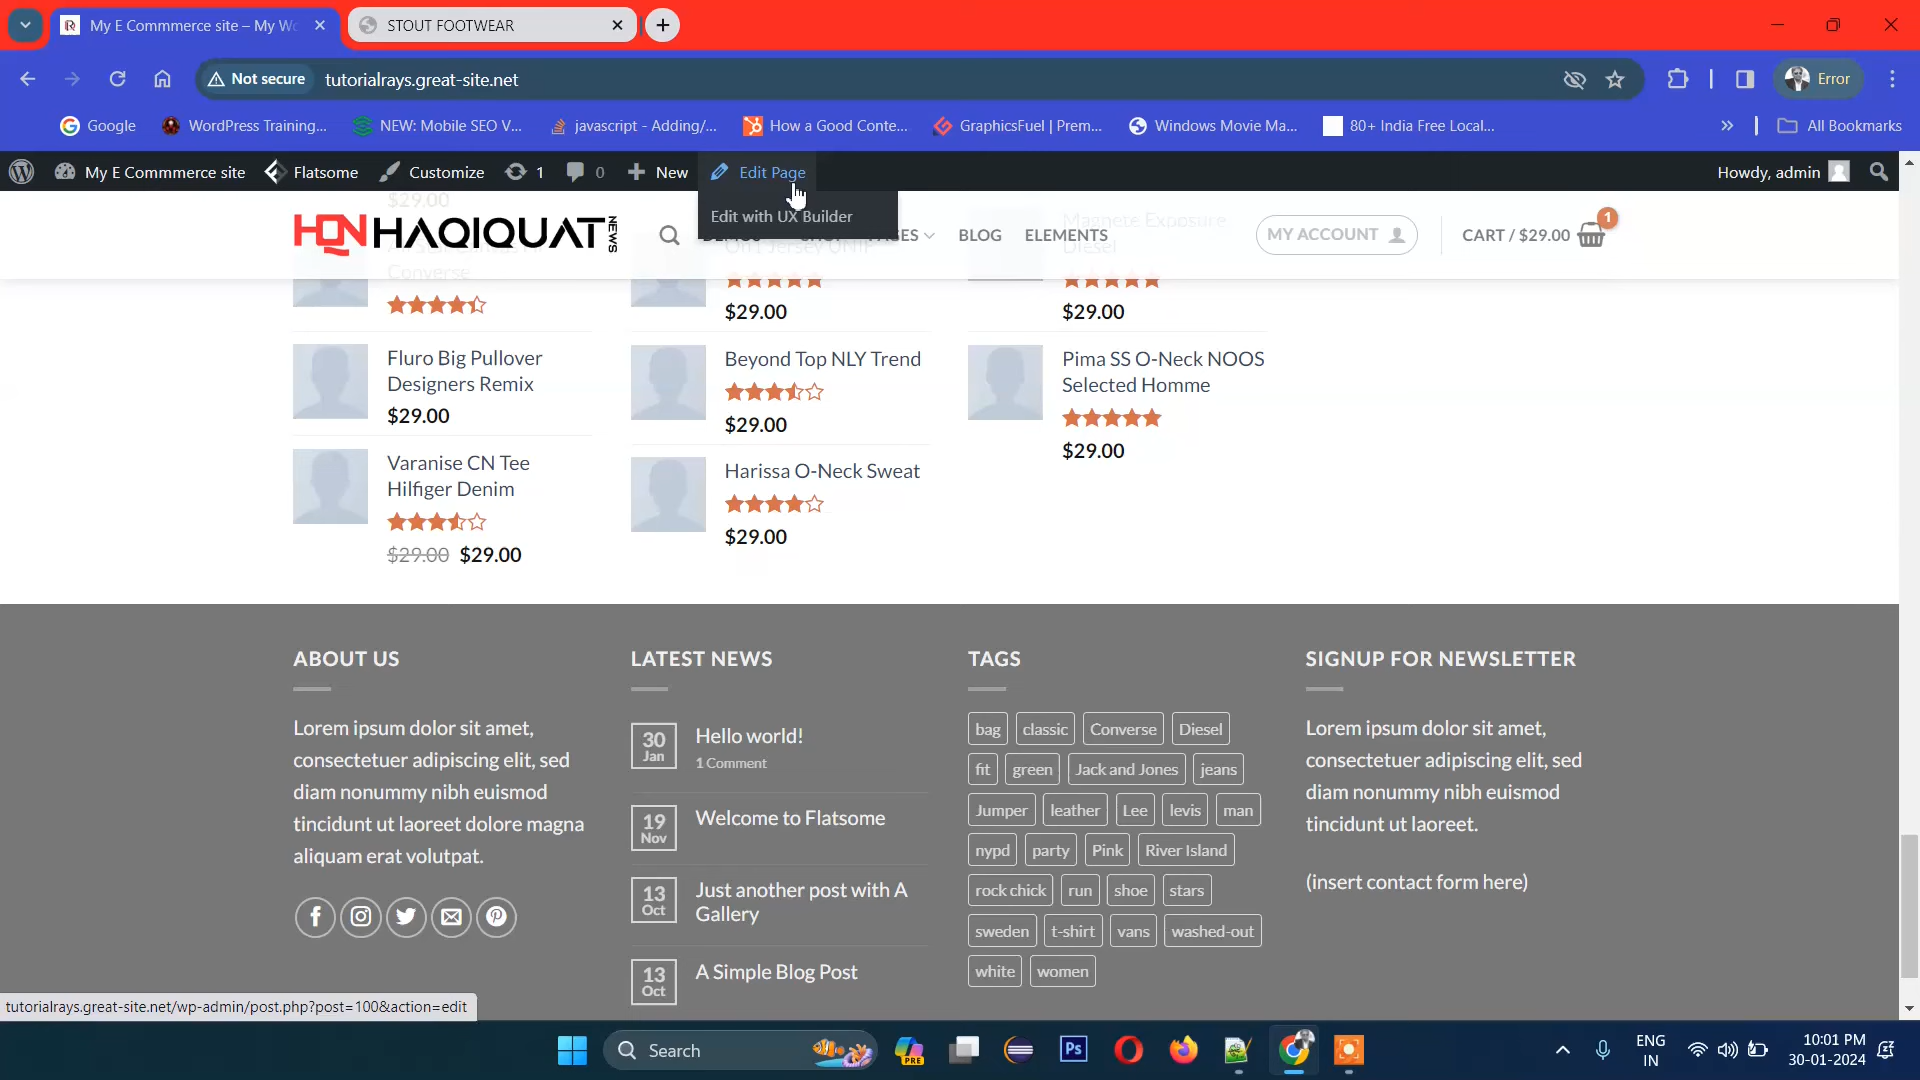 My E Commmerce site – My Wo
STOUT FOOTWEAR
Not secure
tutorialrays.great-site.net
Error
Google
WordPress Training...
NEW: Mobile SEO V...
javascript - Adding/...
How a Good Conte...
GraphicsFuel | Prem...
Windows Movie Ma...
80+ India Free Local...
All Bookmarks
My E Commmerce site
Flatsome
Customize
1
0
New
Edit Page
Howdy, admin
Edit with UX Builder
$29.00
HQN HAQIQUAT NEWS
PAGES
BLOG
ELEMENTS
MY ACCOUNT
CART / $29.00
1
Magnete Exposure
Diesel
Converse
$29.00
$29.00
Fluro Big Pullover
Designers Remix
$29.00
Beyond Top NLY Trend
$29.00
Pima SS O-Neck NOOS
Selected Homme
$29.00
Varanise CN Tee
Hilfiger Denim
$29.00 $29.00
Harissa O-Neck Sweat
$29.00
ABOUT US
Lorem ipsum dolor sit amet,
consectetuer adipiscing elit, sed
diam nonummy nibh euismod
tincidunt ut laoreet dolore magna
aliquam erat volutpat.
LATEST NEWS
30
Jan
Hello world!
1 Comment
19
Nov
Welcome to Flatsome
13
Oct
Just another post with A
Gallery
13
Oct
A Simple Blog Post
TAGS
bag classic Converse Diesel
fit green Jack and Jones jeans
Jumper leather Lee levis man
nypd party Pink River Island
rock chick run shoe stars
sweden t-shirt vans washed-out
white women
SIGNUP FOR NEWSLETTER
Lorem ipsum dolor sit amet,
consectetuer adipiscing elit, sed
diam nonummy nibh euismod
tincidunt ut laoreet.
(insert contact form here)
tutorialrays.great-site.net/wp-admin/post.php?post=100&action=edit
Search
PRE
Ps
ENG
IN
10:01 PM
30-01-2024